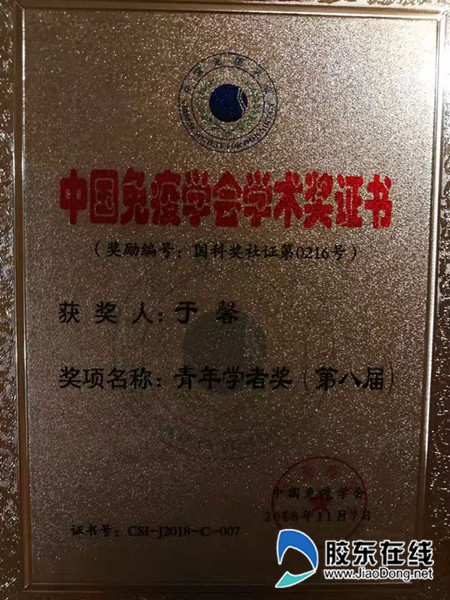 中国免疫学会学术奖证书
（奖励编号：国科奖社证第0216号）
获奖人：于馨
奖项名称：青年学者奖（第八届）
中国免疫学会
2018年11月7日
证书号：CSI-J2018-C-007
胶东在线
www.JiaoDong.net